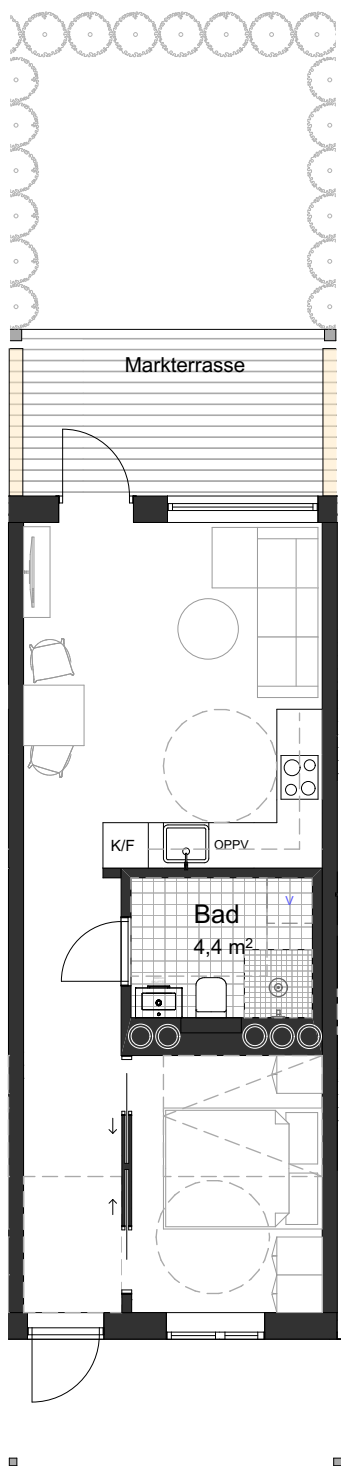 Markterrasse
K/F
OPPV
V
Bad
4,4 m²